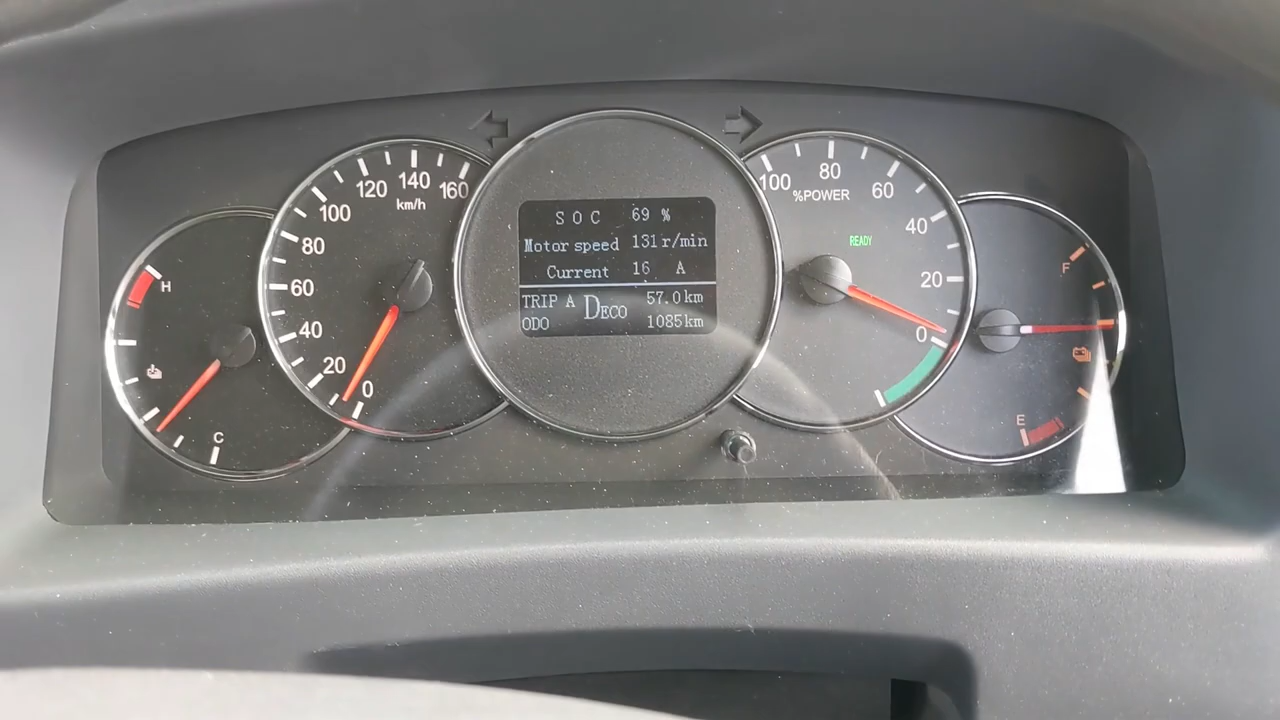 H
C
0
20
40
60
80
100
120
140
160
km/h
SOC 69 %
Motor speed 131 r/min
Current 16 A
TRIP A DECO 57.0 km
ODO 1085 km
100
80
60
40
20
0
%POWER
READY
F
E